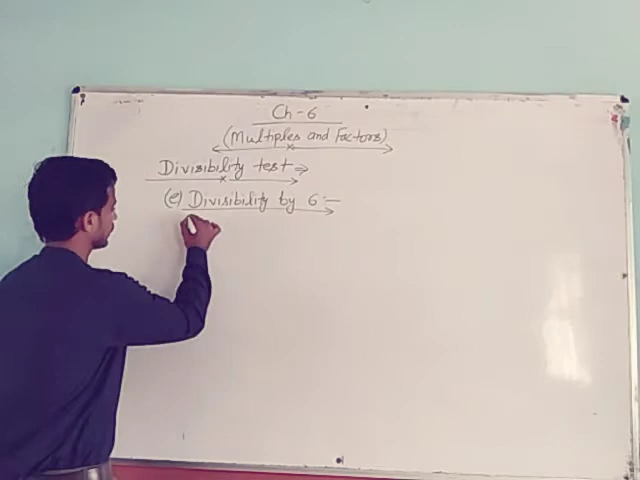 Ch-6
(Multiples and Factors)
Divisibility test ⇒
(e) Divisibility by 6:-